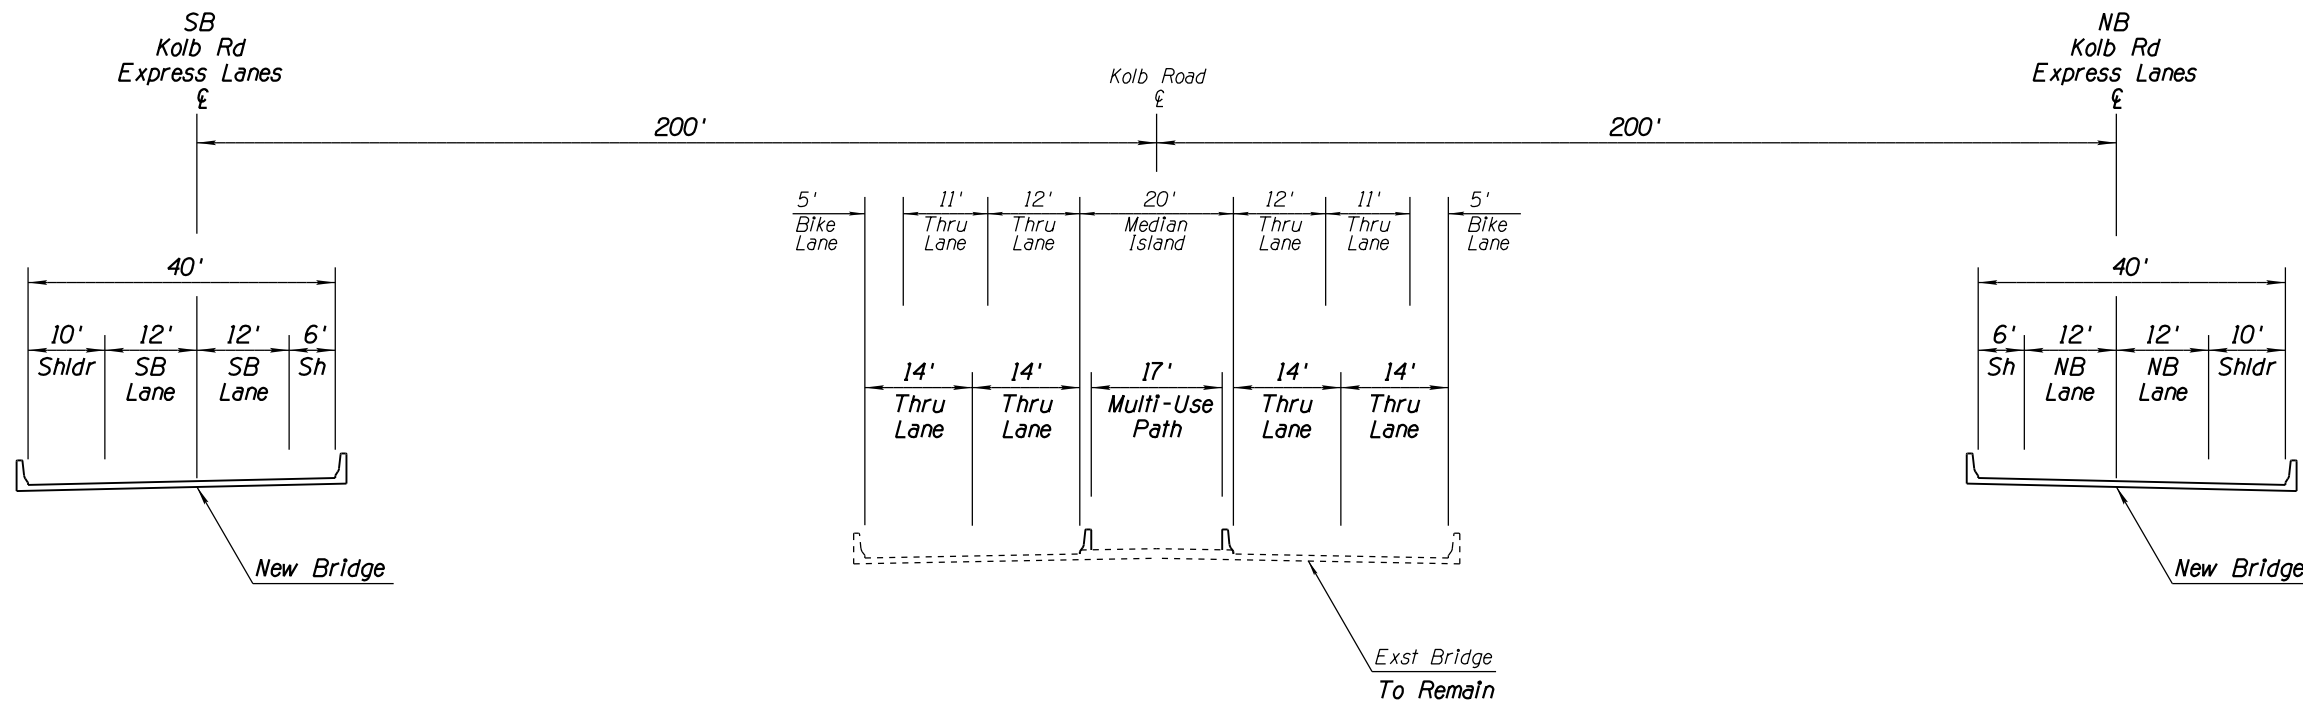 SB
Kolb Rd
Express Lanes
℄
Kolb Road
℄
NB
Kolb Rd
Express Lanes
℄
200'
200'
5'
Bike
Lane
11'
Thru
Lane
12'
Thru
Lane
20'
Median
Island
12'
Thru
Lane
11'
Thru
Lane
5'
Bike
Lane
40'
10'
Shldr
12'
SB
Lane
12'
SB
Lane
6'
Sh
14'
Thru
Lane
14'
Thru
Lane
17'
Multi-Use
Path
14'
Thru
Lane
14'
Thru
Lane
40'
6'
Sh
12'
NB
Lane
12'
NB
Lane
10'
Shldr
New Bridge
Exst Bridge
To Remain
New Bridge